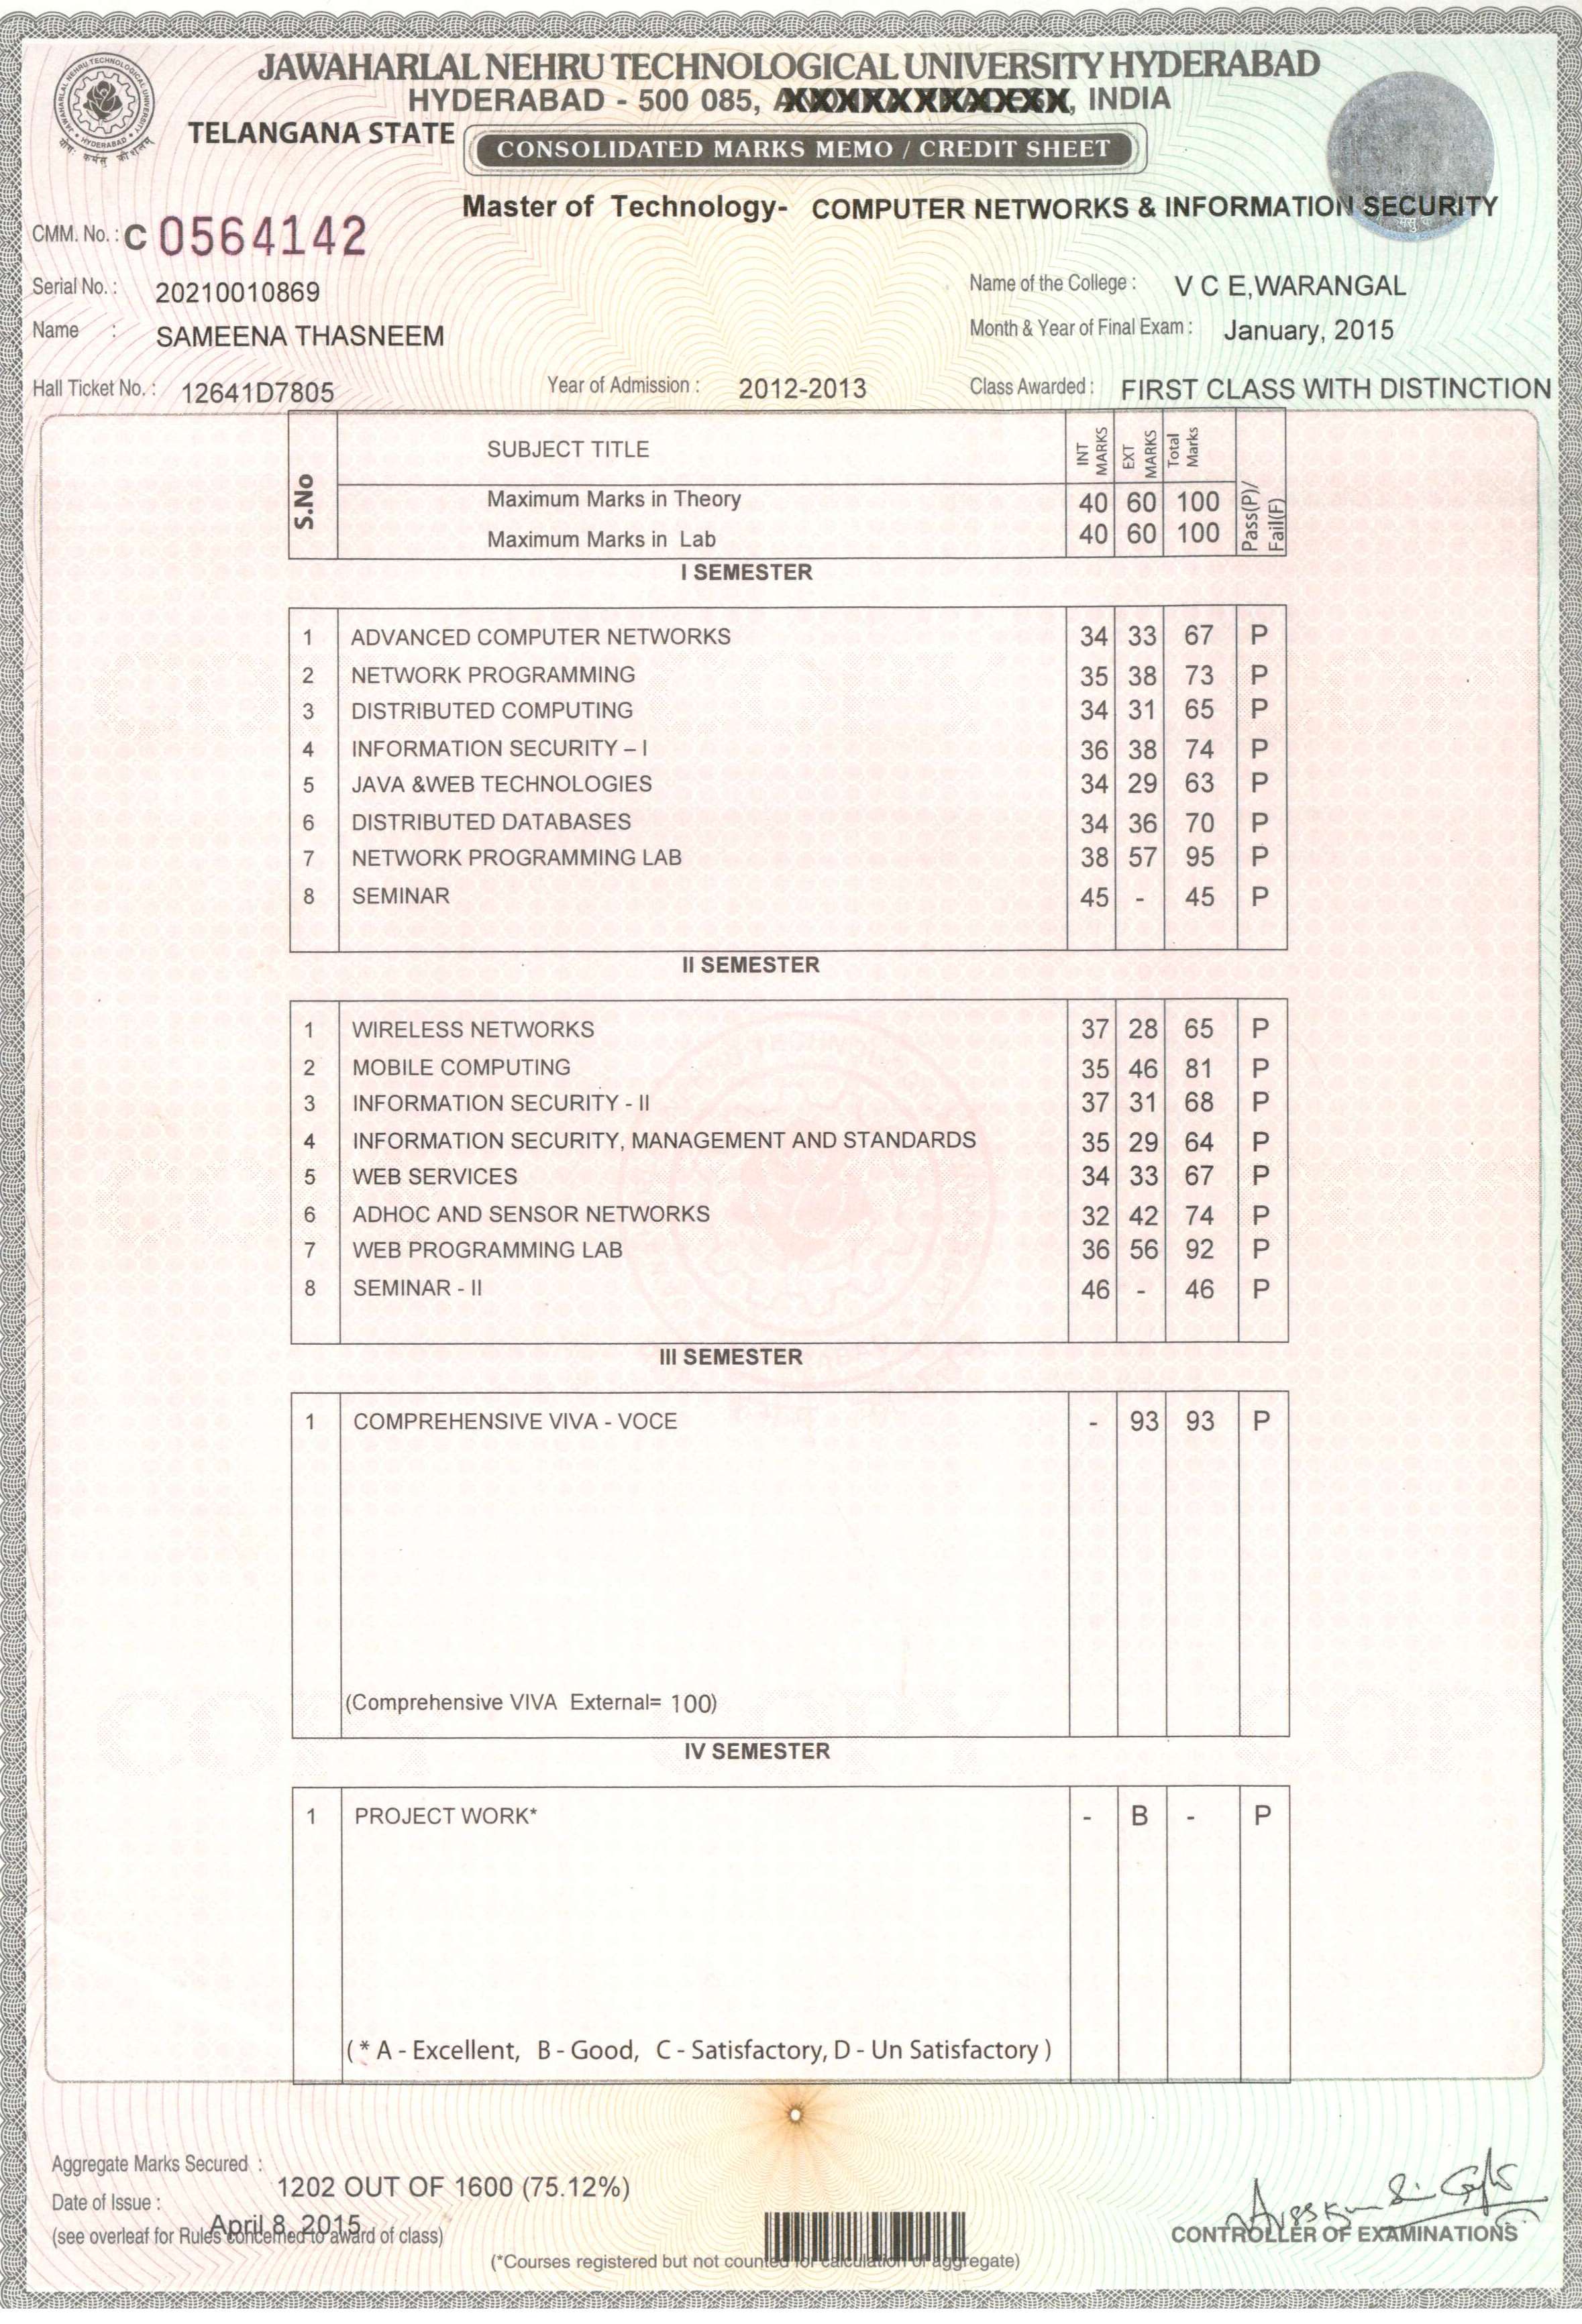 JAWAHARLAL NEHRU TECHNOLOGICAL UNIVERSITY HYDERABAD
HYDERABAD - 500 085, INDIA
TELANGANA STATE
CONSOLIDATED MARKS MEMO / CREDIT SHEET
Master of Technology- COMPUTER NETWORKS & INFORMATION SECURITY
CMM. No. : C 0564142
Serial No. : 20210010869 Name of the College : V C E,WARANGAL
Name : SAMEENA THASNEEM Month & Year of Final Exam : January, 2015
Hall Ticket No. : 12641D7805 Year of Admission : 2012-2013 Class Awarded : FIRST CLASS WITH DISTINCTION
S.No SUBJECT TITLE INT MARKS EXT MARKS Total Marks Pass(P)/ Fail(F)
Maximum Marks in Theory 40 60 100
Maximum Marks in Lab 40 60 100
I SEMESTER
1 ADVANCED COMPUTER NETWORKS 34 33 67 P
2 NETWORK PROGRAMMING 35 38 73 P
3 DISTRIBUTED COMPUTING 34 31 65 P
4 INFORMATION SECURITY – I 36 38 74 P
5 JAVA &WEB TECHNOLOGIES 34 29 63 P
6 DISTRIBUTED DATABASES 34 36 70 P
7 NETWORK PROGRAMMING LAB 38 57 95 P
8 SEMINAR 45 - 45 P
II SEMESTER
1 WIRELESS NETWORKS 37 28 65 P
2 MOBILE COMPUTING 35 46 81 P
3 INFORMATION SECURITY - II 37 31 68 P
4 INFORMATION SECURITY, MANAGEMENT AND STANDARDS 35 29 64 P
5 WEB SERVICES 34 33 67 P
6 ADHOC AND SENSOR NETWORKS 32 42 74 P
7 WEB PROGRAMMING LAB 36 56 92 P
8 SEMINAR - II 46 - 46 P
III SEMESTER
1 COMPREHENSIVE VIVA - VOCE - 93 93 P
(Comprehensive VIVA External= 100)
IV SEMESTER
1 PROJECT WORK* - B - P
( * A - Excellent, B - Good, C - Satisfactory, D - Un Satisfactory )
Aggregate Marks Secured :
1202 OUT OF 1600 (75.12%)
Date of Issue :
April 8, 2015
(see overleaf for Rules concerned to award of class)
CONTROLLER OF EXAMINATIONS
(*Courses registered but not counted for calculation of aggregate)